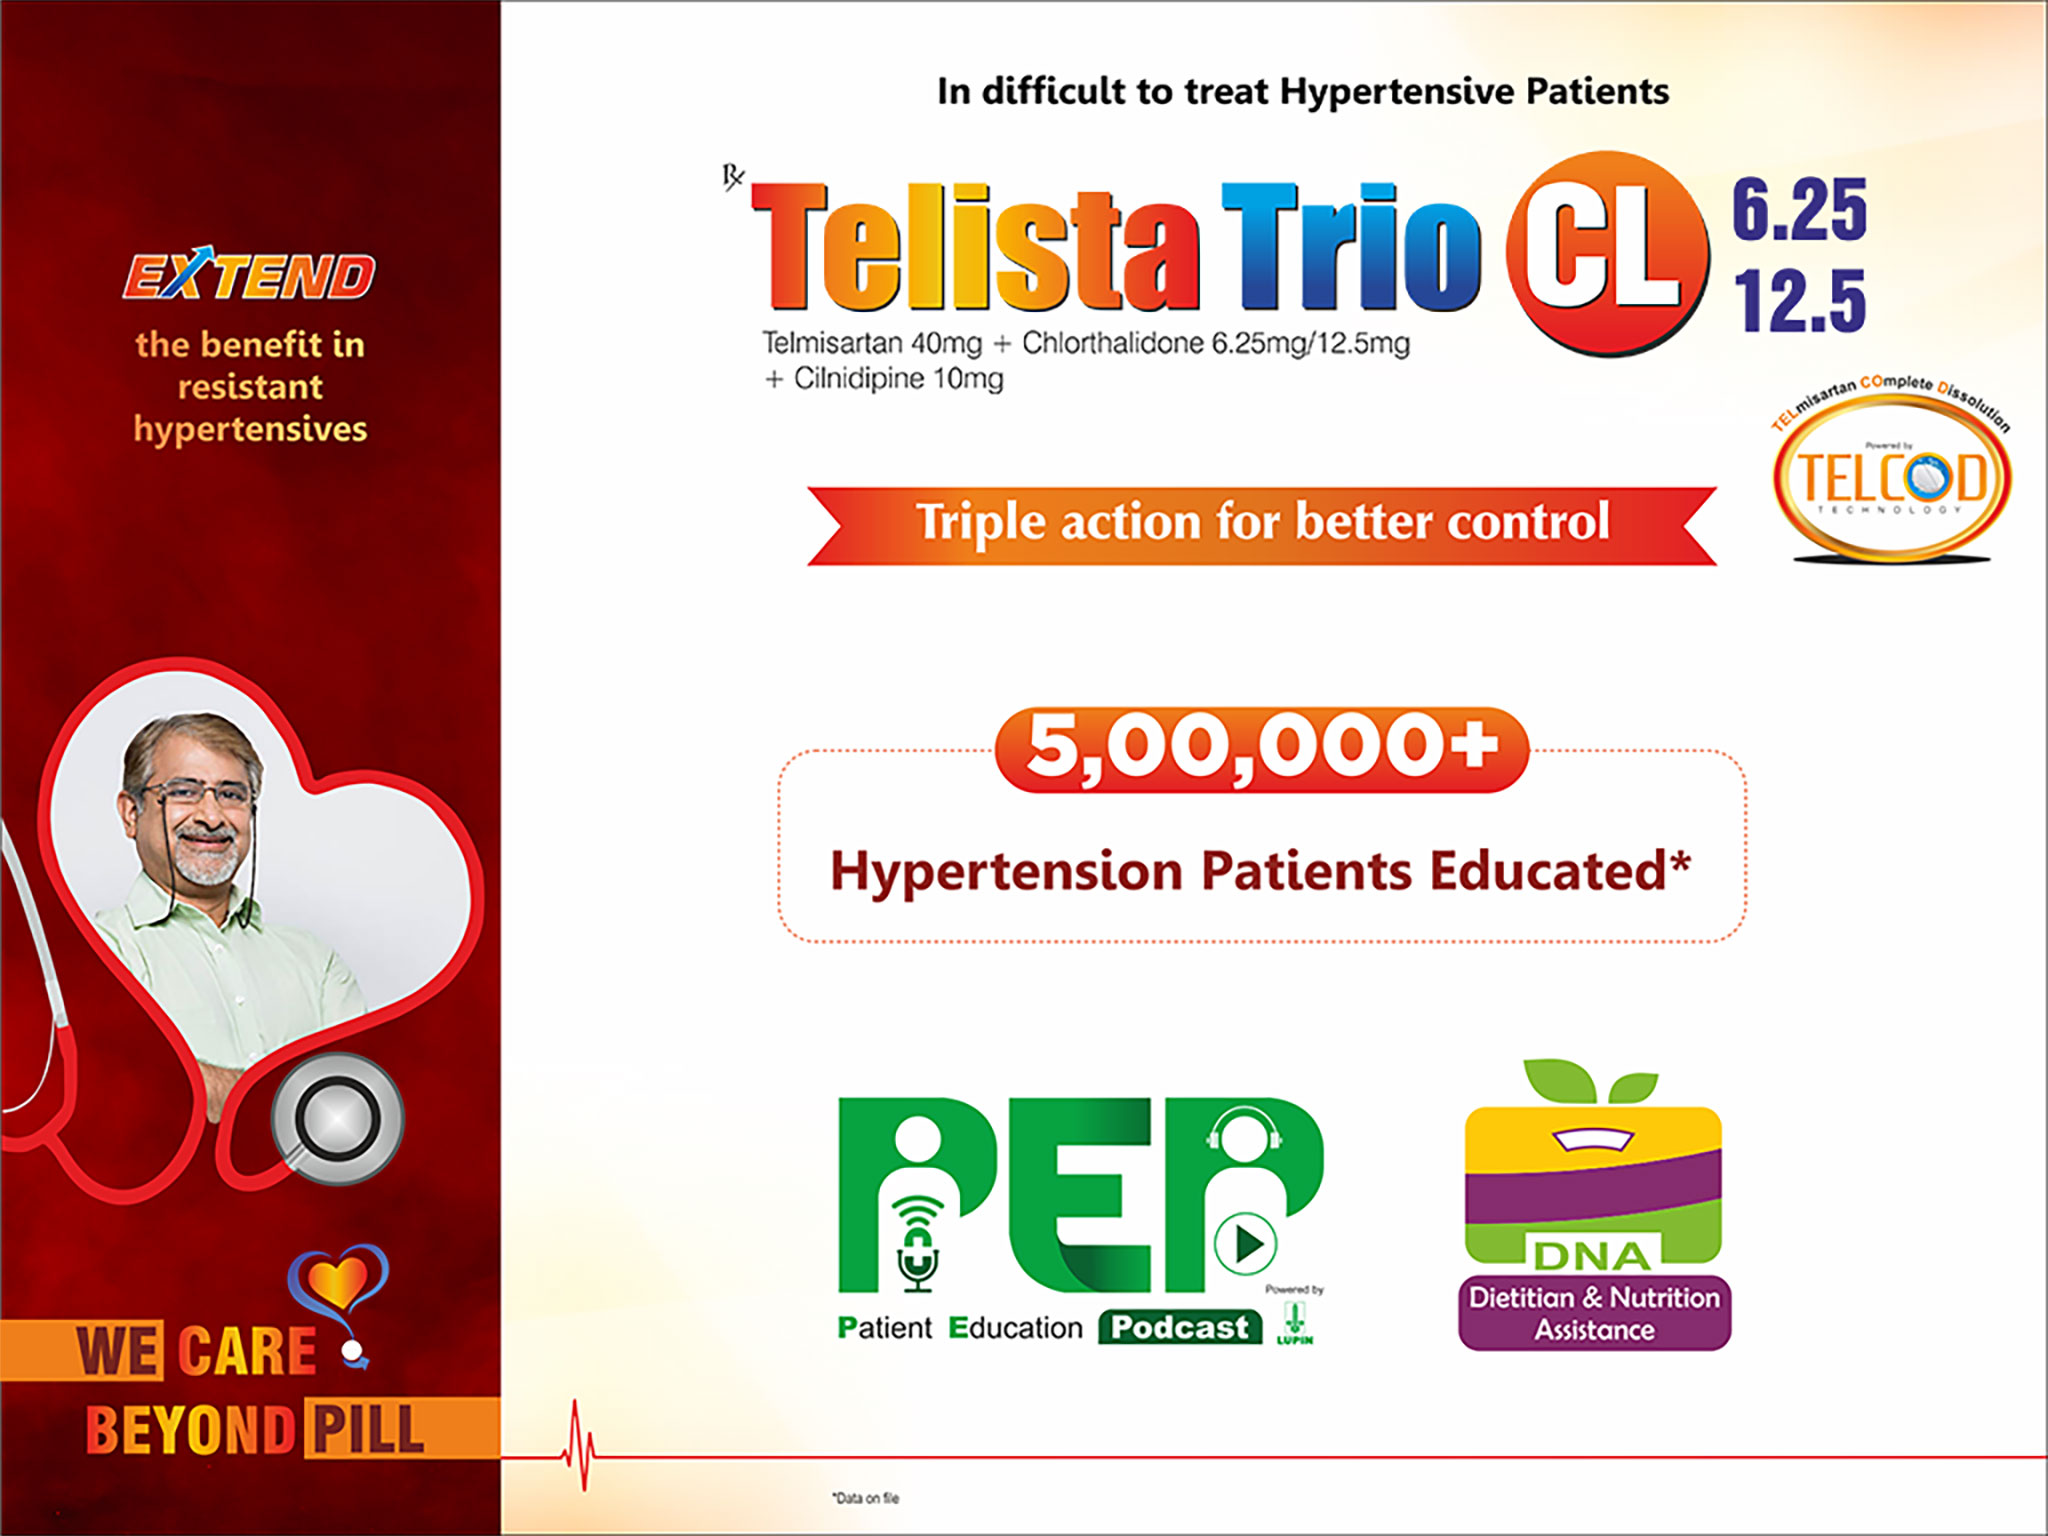 EXTEND
the benefit in
resistant
hypertensives
WE CARE
BEYOND PILL
In difficult to treat Hypertensive Patients
Rx Telista Trio CL 6.25
12.5
Telmisartan 40mg + Chlorthalidone 6.25mg/12.5mg
+ Cilnidipine 10mg
TELmisartan COmplete Dissolution
Powered by
TELCOD
TECHNOLOGY
Triple action for better control
5,00,000+
Hypertension Patients Educated*
PEP
Powered by
LUPIN
Patient Education Podcast
DNA
Dietitian & Nutrition
Assistance
*Data on file